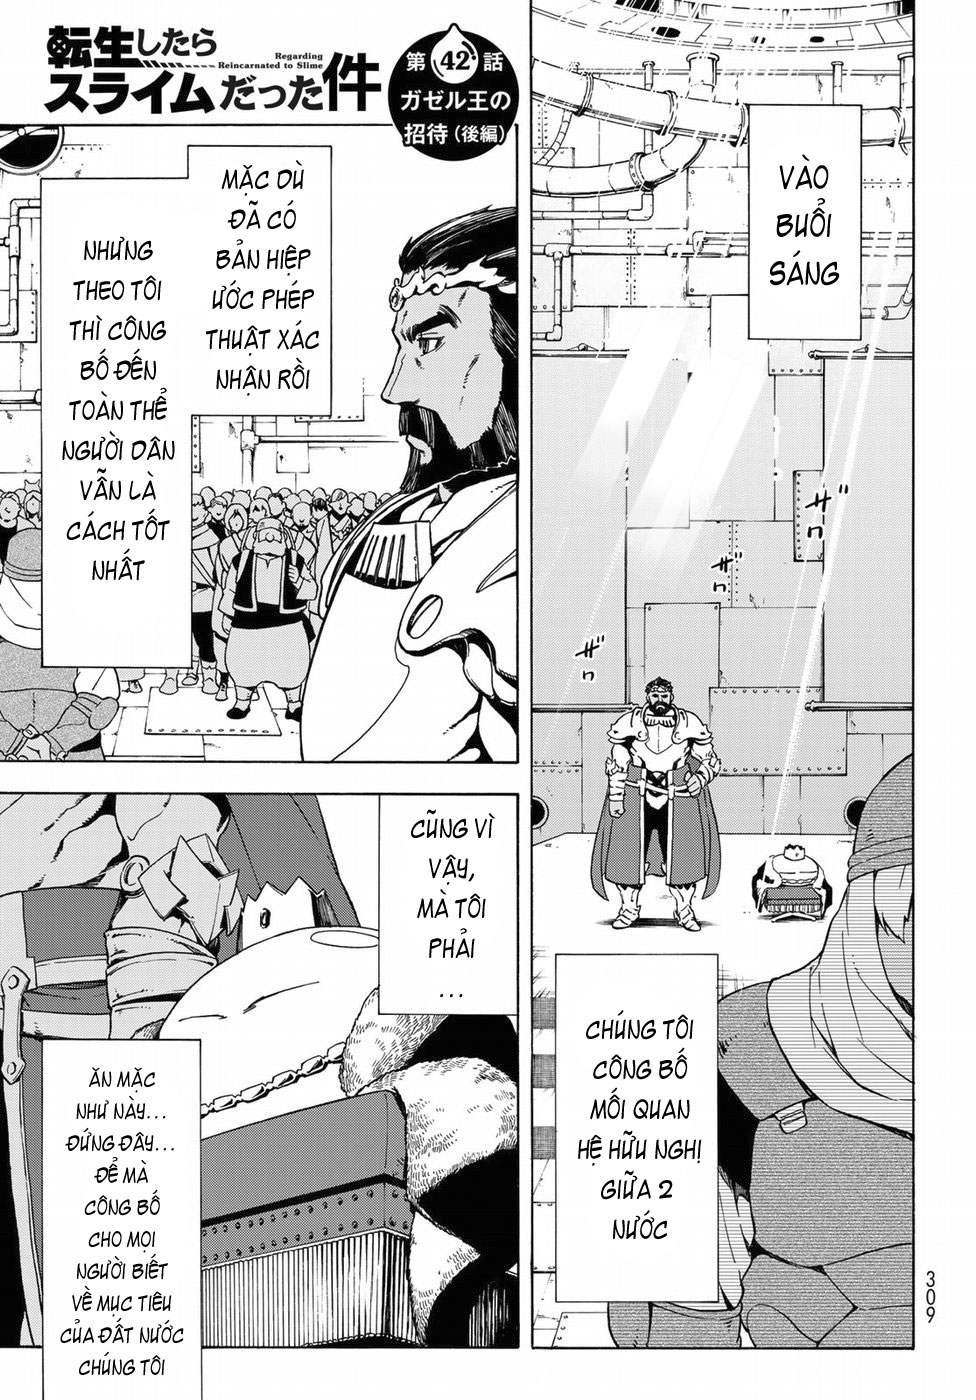 転生したら
Regarding
Reincarnated to Slime
スライムだった件
第42話
ガゼル王の
招待（後編）
VÀO
BUỔI
SÁNG
ザワ
ザワ
ザワ
CHÚNG TÔI
CÔNG BỐ
MỐI QUAN
HỆ HỮU NGHỊ
GIỮA 2
NƯỚC
MẶC DÙ
ĐÃ CÓ
BẢN HIỆP
ƯỚC PHÉP
THUẬT XÁC
NHẬN RỒI
NHƯNG
THEO TÔI
THÌ CÔNG
BỐ ĐẾN
TOÀN THỂ
NGƯỜI DÂN
VẪN LÀ
CÁCH TỐT
NHẤT
CŨNG VÌ
VẬY,
MÀ TÔI
PHẢI
...
ĂN MẶC
NHƯ NÀY...
ĐỨNG ĐÂY...
ĐỂ MÀ
CÔNG BỐ
CHO MỌI
NGƯỜI BIẾT
VỀ MỤC TIÊU
CỦA ĐẤT NƯỚC
CHÚNG TÔI
309